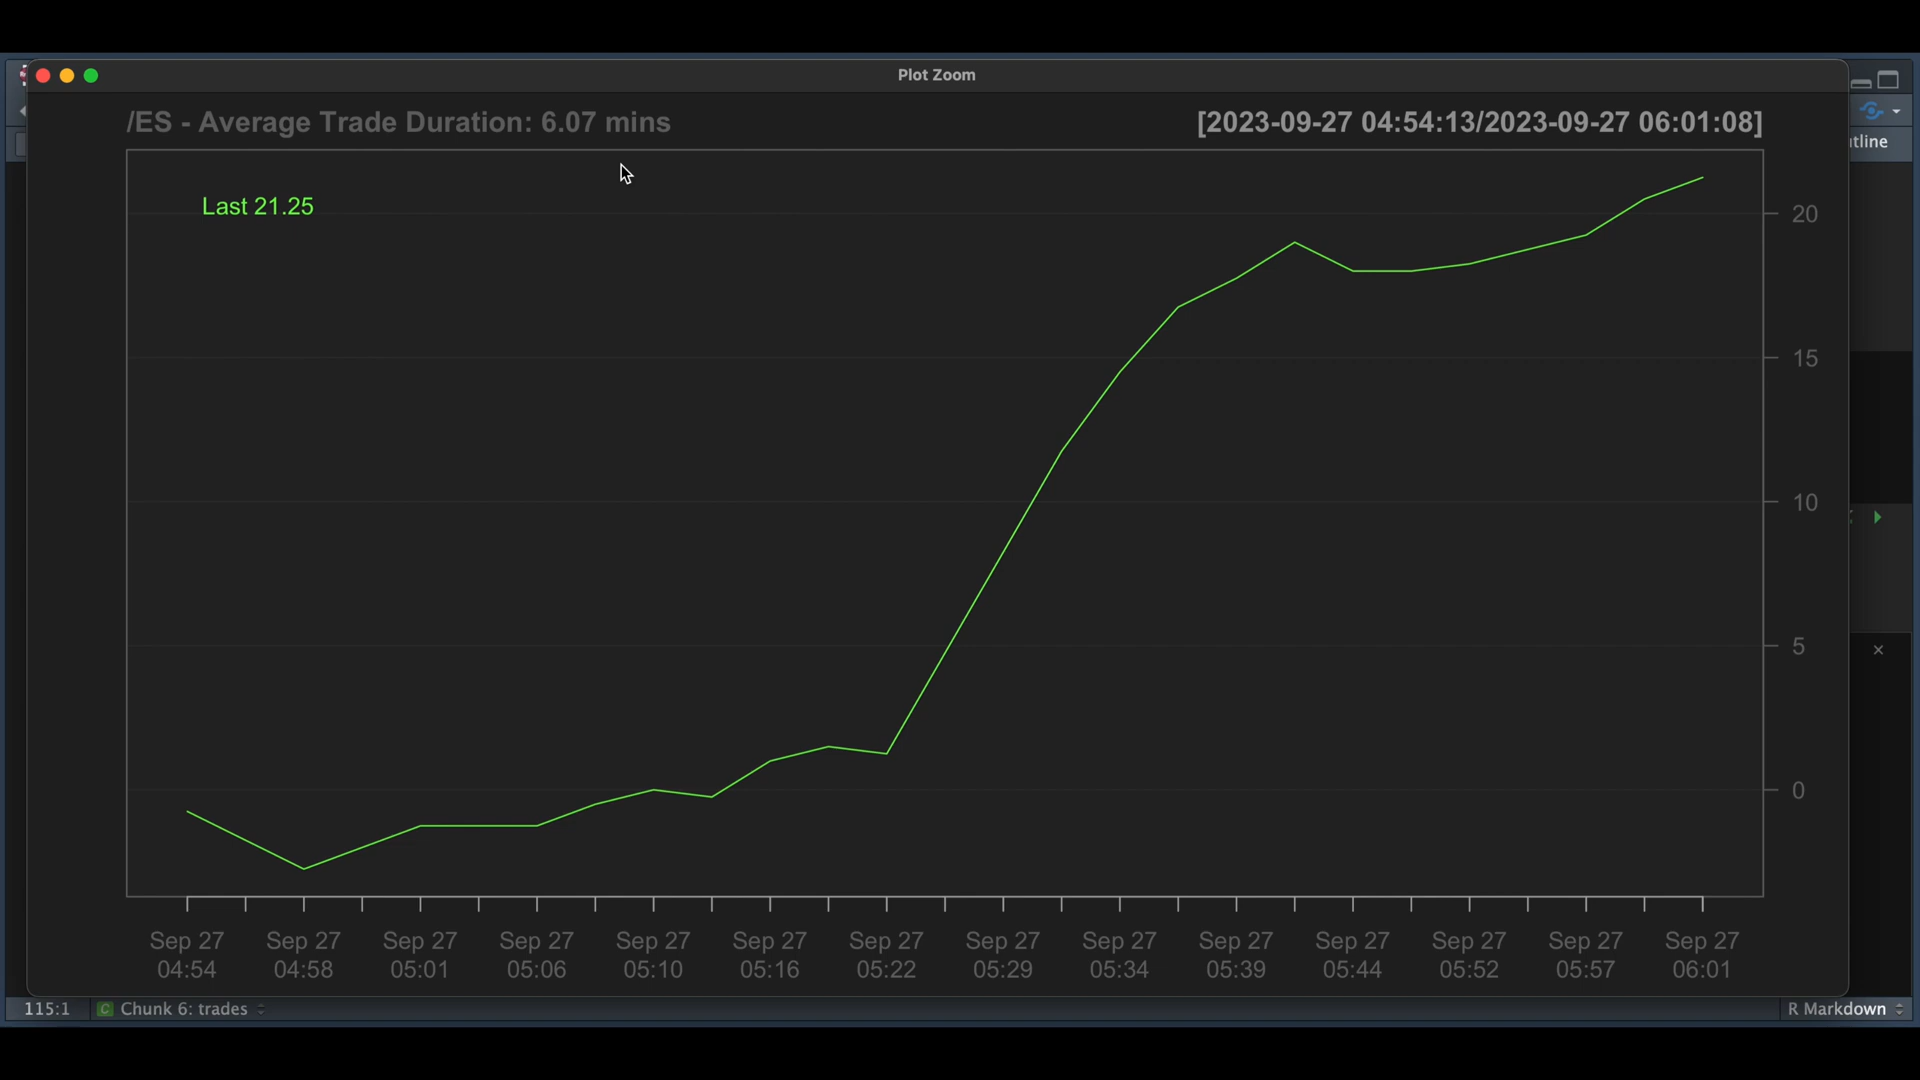 Plot Zoom
/ES - Average Trade Duration: 6.07 mins
[2023-09-27 04:54:13/2023-09-27 06:01:08]
Last 21.25
20
15
10
5
0
Sep 27 Sep 27 Sep 27 Sep 27 Sep 27 Sep 27 Sep 27 Sep 27 Sep 27 Sep 27 Sep 27 Sep 27 Sep 27 Sep 27
04:54 04:58 05:01 05:06 05:10 05:16 05:22 05:29 05:34 05:39 05:44 05:52 05:57 06:01
115:1 C Chunk 6: trades
R Markdown